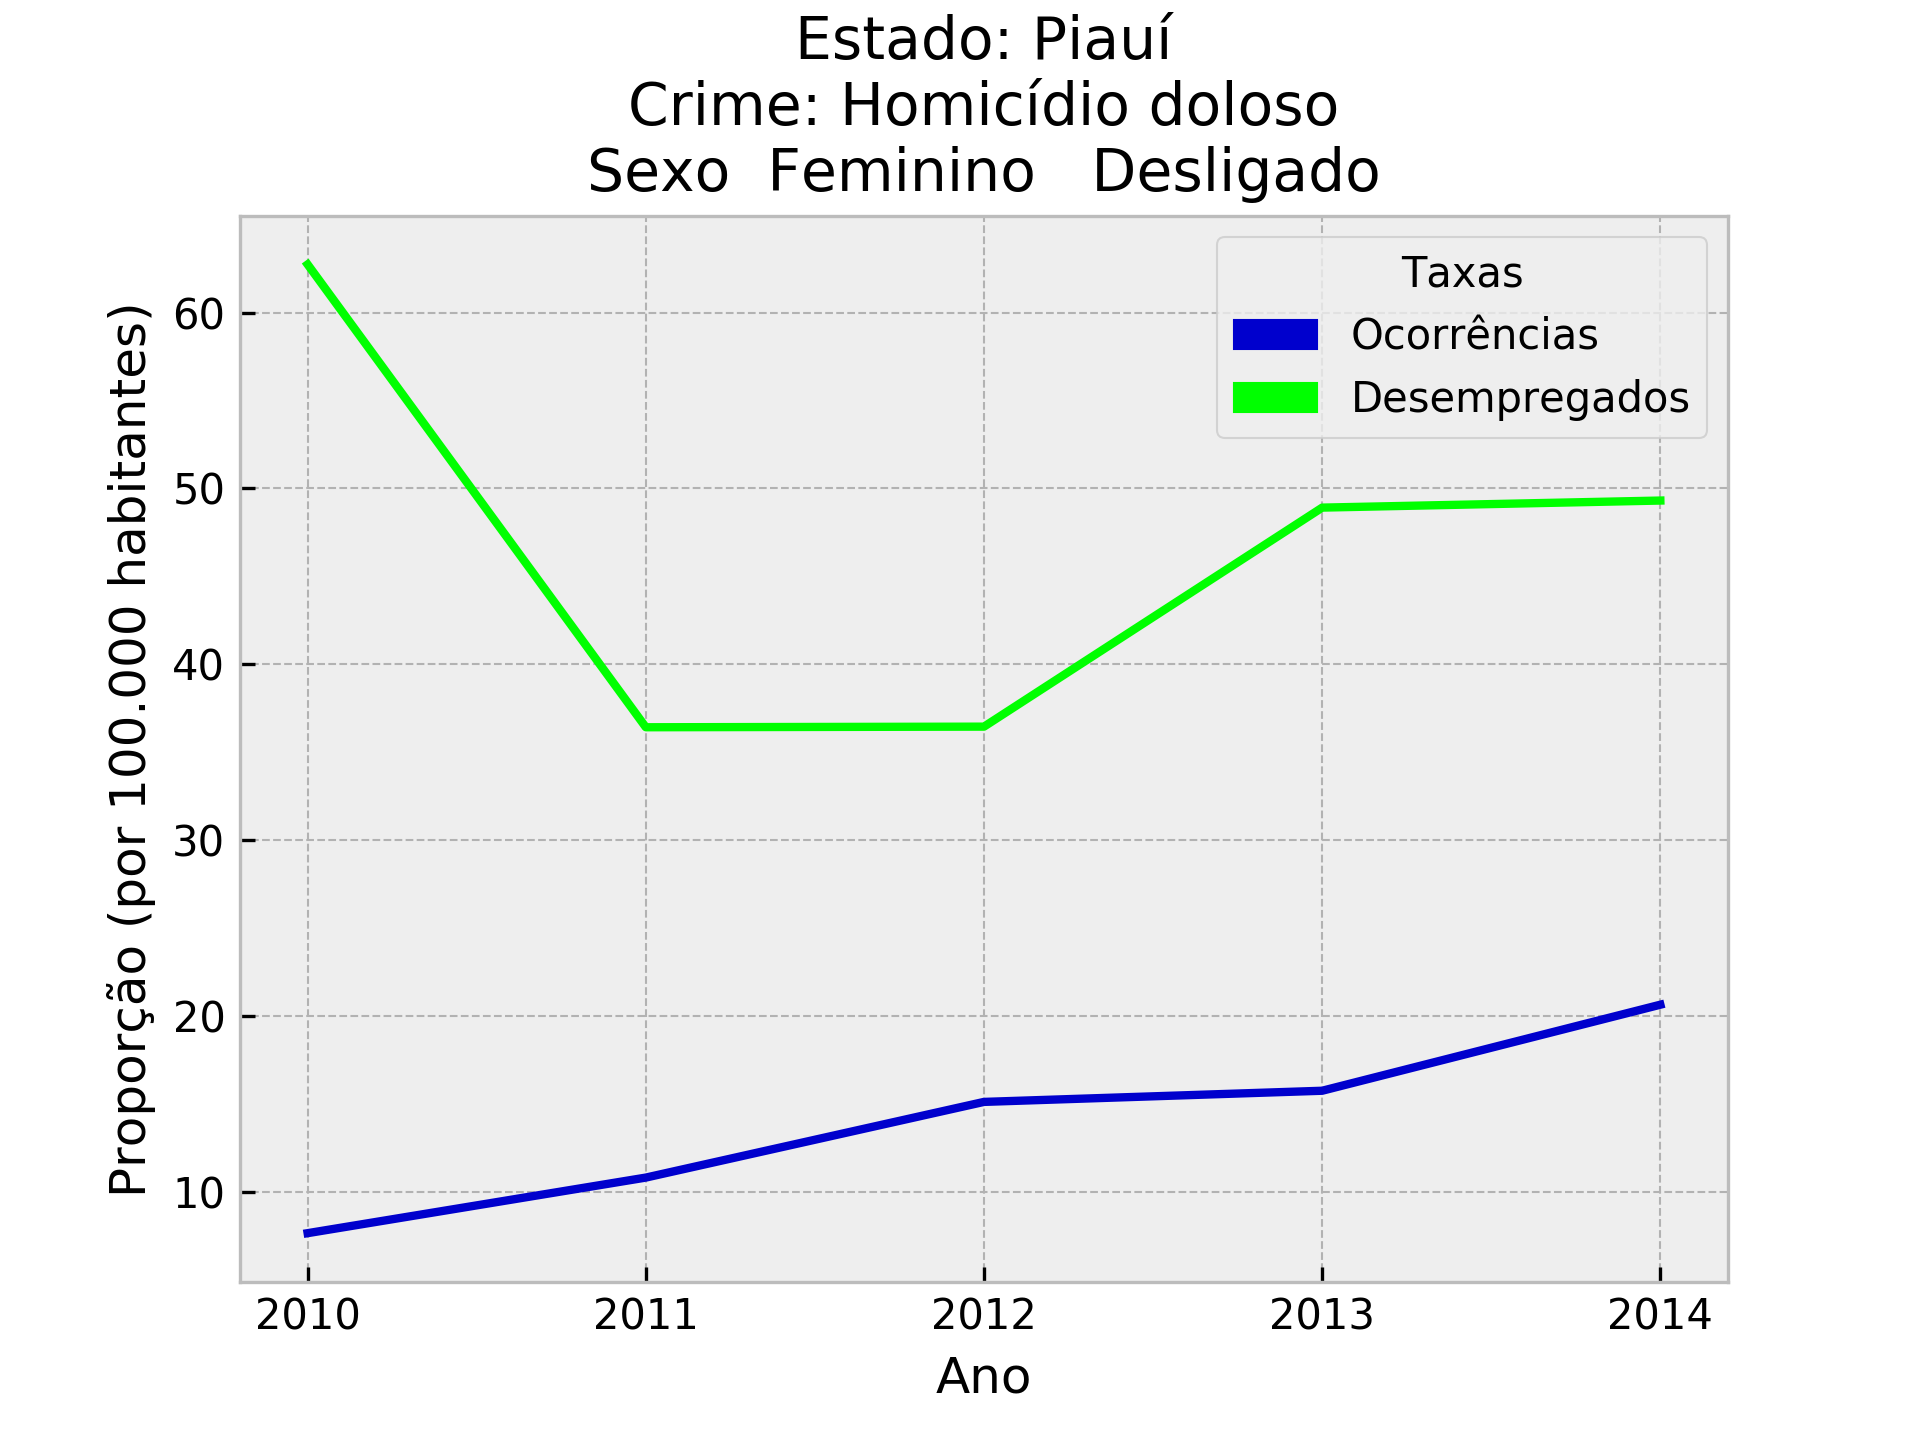 Estado: Piauí
Crime: Homicídio doloso
Sexo  Feminino   Desligado
Taxas
Ocorrências
Desempregados
Proporção (por 100.000 habitantes)
60
50
40
30
20
10
2010 2011 2012 2013 2014
Ano